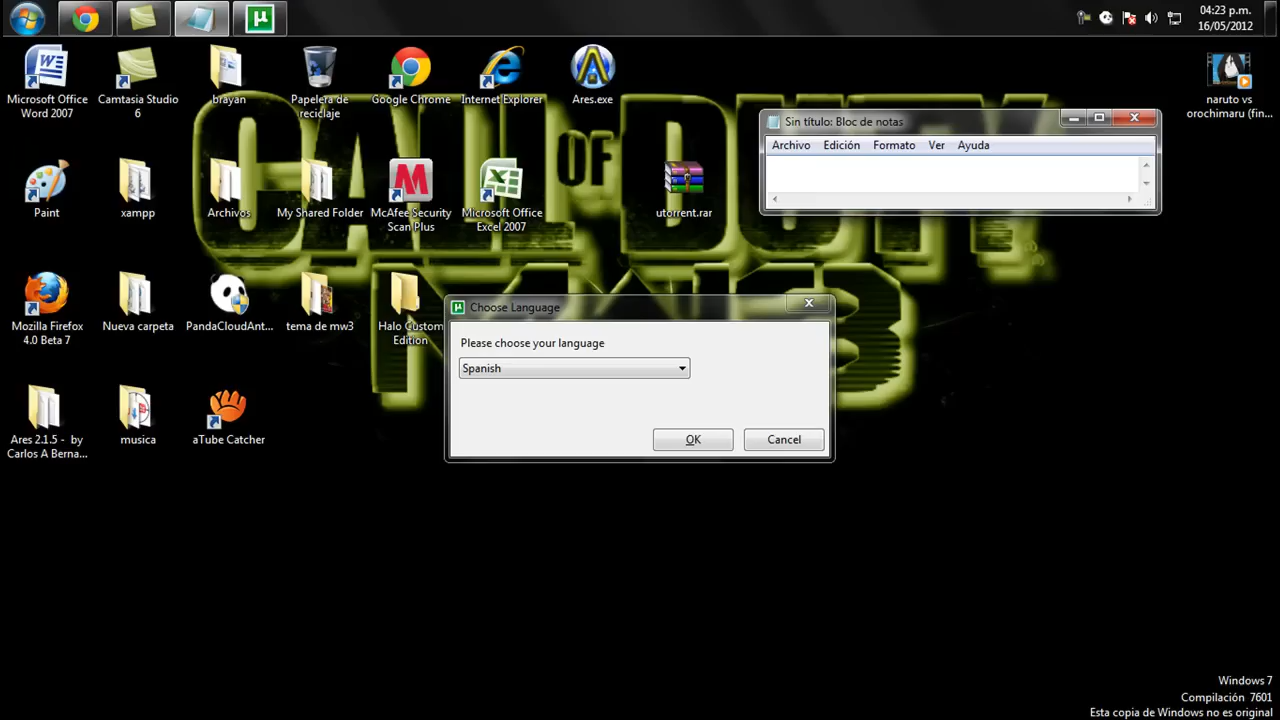 04:23 p.m.
16/05/2012
Microsoft Office
Word 2007
Camtasia Studio
6
brayan
Papelera de
reciclaje
Google Chrome
Internet Explorer
Ares.exe
naruto vs
orochimaru (fin...
Sin título: Bloc de notas
Archivo Edición Formato Ver Ayuda
Paint
xampp
Archivos
My Shared Folder
McAfee Security
Scan Plus
Microsoft Office
Excel 2007
utorrent.rar
CALL OF DUTY
MW3
Mozilla Firefox
4.0 Beta 7
Nueva carpeta
PandaCloudAnt...
tema de mw3
Halo Custom
Edition
Choose Language
Please choose your language
Spanish
OK Cancel
Ares 2.1.5 - by
Carlos A Berna...
musica
aTube Catcher
Windows 7
Compilación 7601
Esta copia de Windows no es original